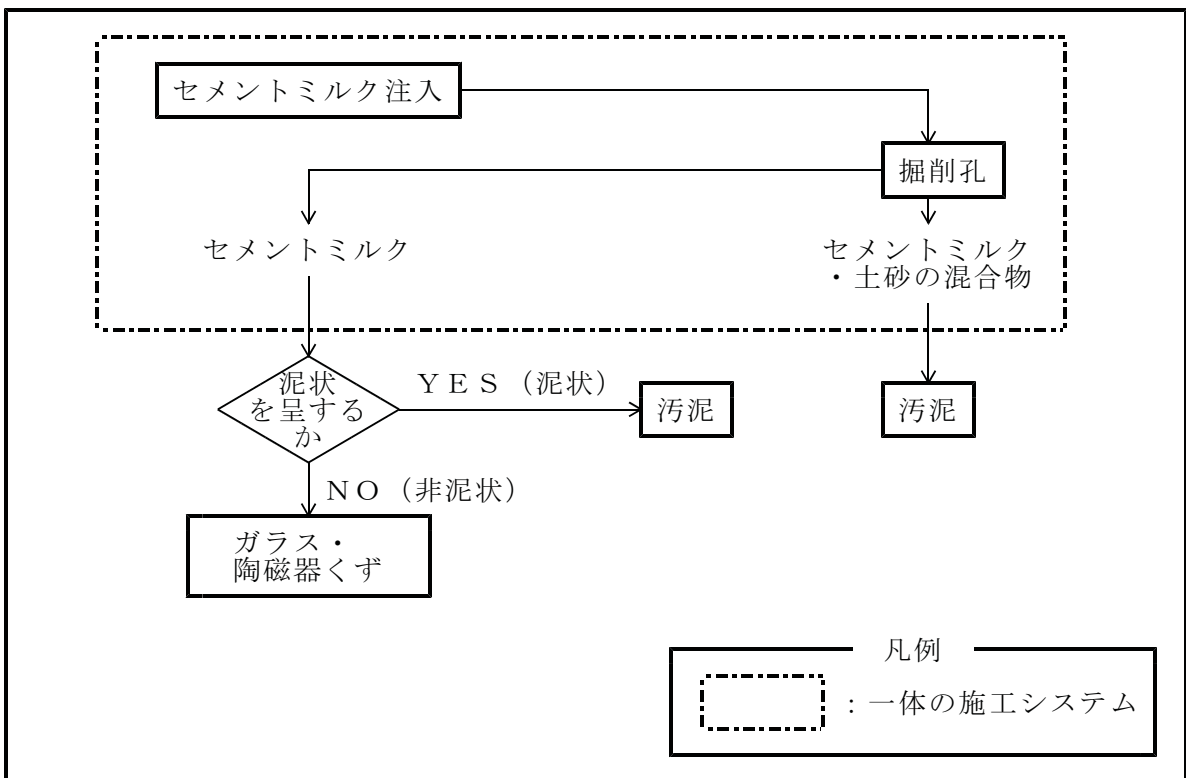 セメントミルク注入
掘削孔
セメントミルク
セメントミルク
・土砂の混合物
泥状
を呈する
か
ＹＥＳ（泥状）
汚泥
汚泥
ＮＯ（非泥状）
ガラス・
陶磁器くず
凡例
：一体の施工システム